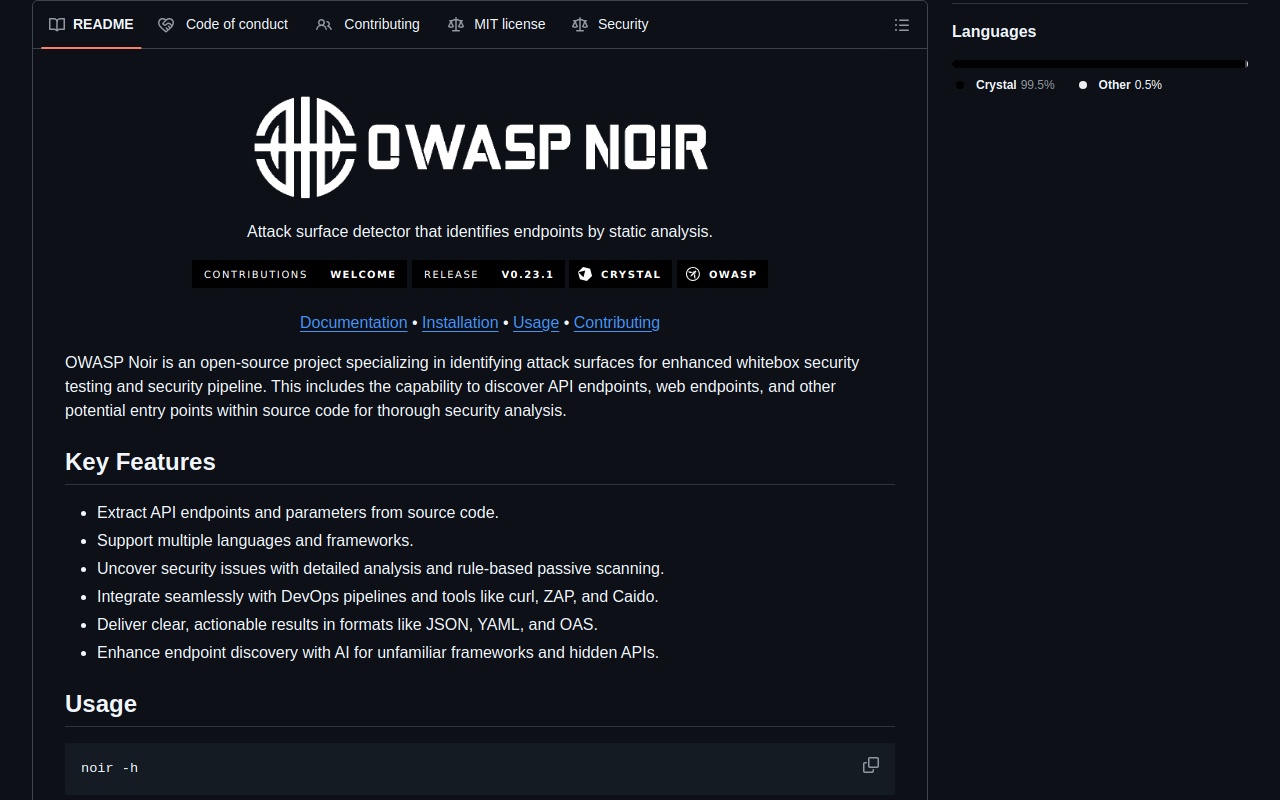 README Code of conduct Contributing MIT license Security
Languages
Crystal 99.5% Other 0.5%
OWASP NOIR
Attack surface detector that identifies endpoints by static analysis.
CONTRIBUTIONS WELCOME RELEASE V0.23.1 CRYSTAL OWASP
Documentation • Installation • Usage • Contributing
OWASP Noir is an open-source project specializing in identifying attack surfaces for enhanced whitebox security
testing and security pipeline. This includes the capability to discover API endpoints, web endpoints, and other
potential entry points within source code for thorough security analysis.
Key Features
• Extract API endpoints and parameters from source code.
• Support multiple languages and frameworks.
• Uncover security issues with detailed analysis and rule-based passive scanning.
• Integrate seamlessly with DevOps pipelines and tools like curl, ZAP, and Caido.
• Deliver clear, actionable results in formats like JSON, YAML, and OAS.
• Enhance endpoint discovery with AI for unfamiliar frameworks and hidden APIs.
Usage
noir -h